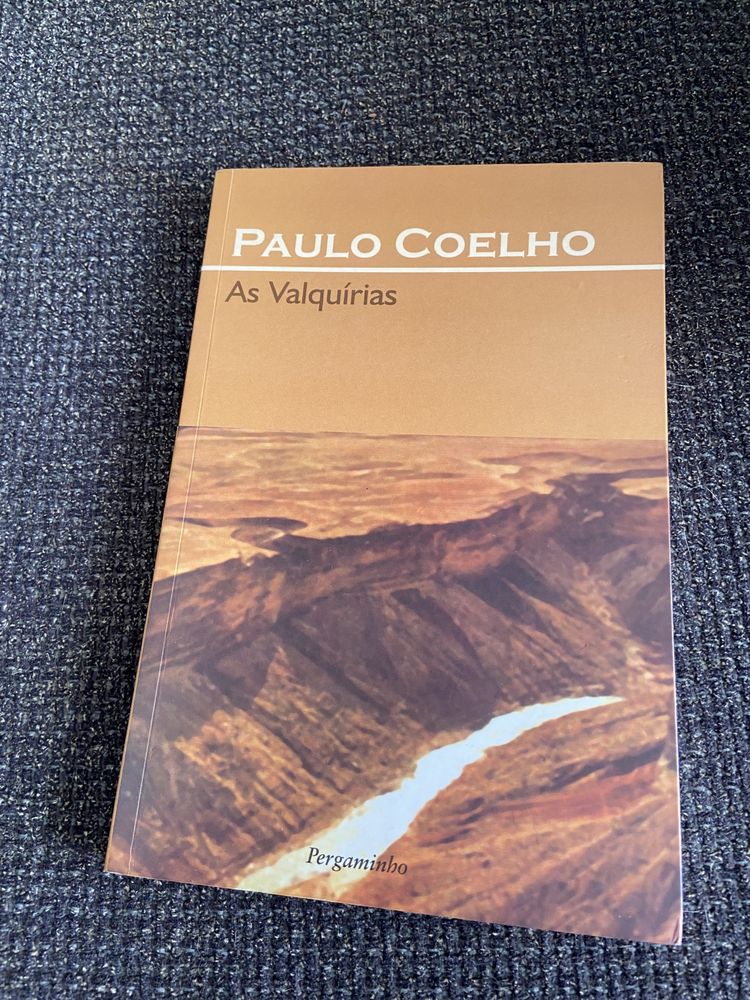 PAULO COELHO
As Valquírias
Pergaminho